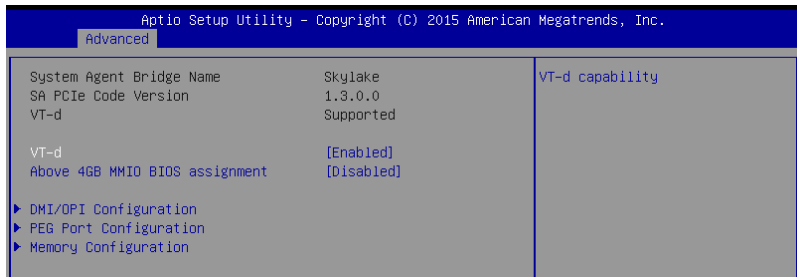 Aptio Setup Utility – Copyright (C) 2015 American Megatrends, Inc.
Advanced
System Agent Bridge Name Skylake
SA PCIe Code Version 1.3.0.0
VT-d Supported
VT-d [Enabled]
Above 4GB MMIO BIOS assignment [Disabled]
DMI/OPI Configuration
PEG Port Configuration
Memory Configuration
VT-d capability